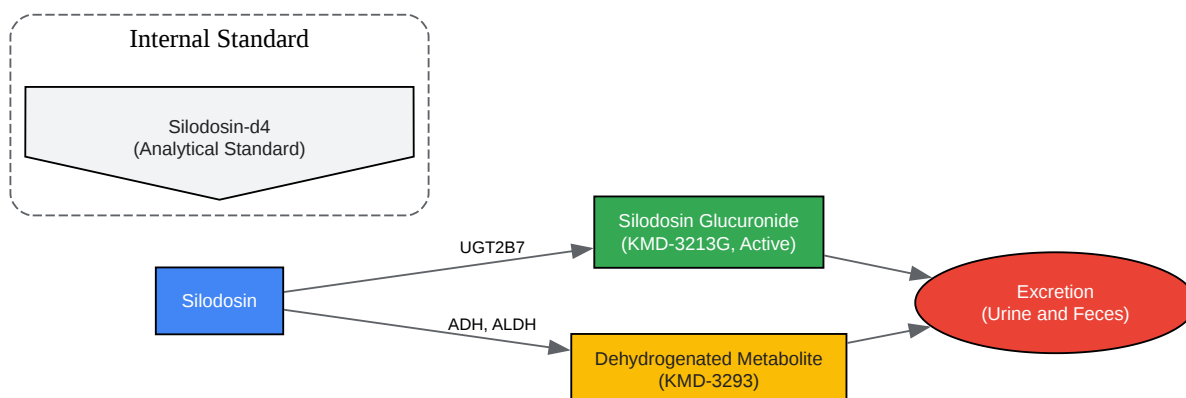 Internal Standard
Silodosin-d4
(Analytical Standard)
Silodosin Glucuronide
(KMD-3213G, Active)
UGT2B7
Silodosin
Excretion
(Urine and Feces)
ADH, ALDH
Dehydrogenated Metabolite
(KMD-3293)